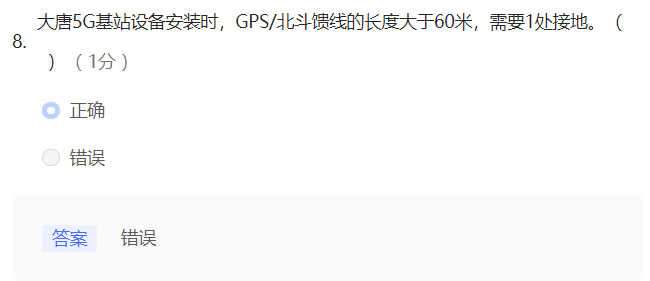 8. 大唐5G基站设备安装时，GPS/北斗馈线的长度大于60米，需要1处接地。（
）（ 1分 ）
正确
错误
答案 错误